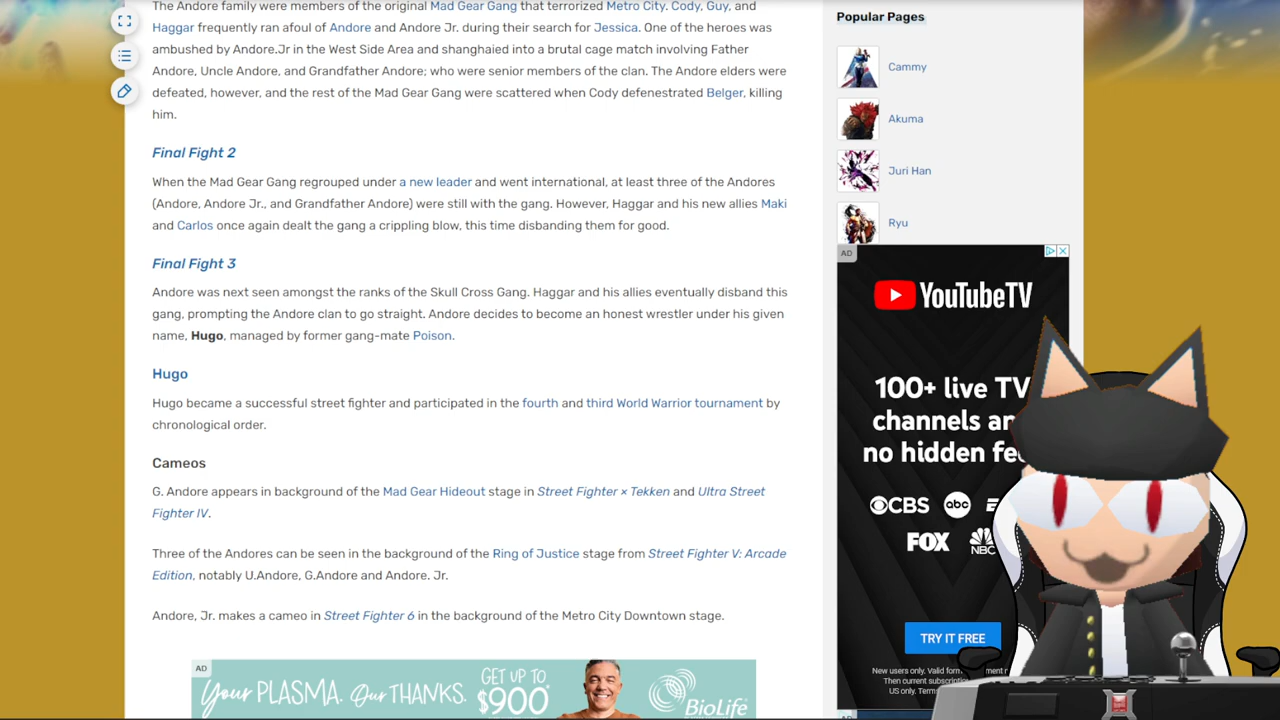 The Andore family were members of the original Mad Gear Gang that terrorized Metro City. Cody, Guy, and
Haggar frequently ran afoul of Andore and Andore Jr. during their search for Jessica. One of the heroes was
ambushed by Andore.Jr in the West Side Area and shanghaied into a brutal cage match involving Father
Andore, Uncle Andore, and Grandfather Andore; who were senior members of the clan. The Andore elders were
defeated, however, and the rest of the Mad Gear Gang were scattered when Cody defenestrated Belger, killing
him.
Final Fight 2
When the Mad Gear Gang regrouped under a new leader and went international, at least three of the Andores
(Andore, Andore Jr., and Grandfather Andore) were still with the gang. However, Haggar and his new allies Maki
and Carlos once again dealt the gang a crippling blow, this time disbanding them for good.
Final Fight 3
Andore was next seen amongst the ranks of the Skull Cross Gang. Haggar and his allies eventually disband this
gang, prompting the Andore clan to go straight. Andore decides to become an honest wrestler under his given
name, Hugo, managed by former gang-mate Poison.
Hugo
Hugo became a successful street fighter and participated in the fourth and third World Warrior tournament by
chronological order.
Cameos
G. Andore appears in background of the Mad Gear Hideout stage in Street Fighter × Tekken and Ultra Street
Fighter IV.
Three of the Andores can be seen in the background of the Ring of Justice stage from Street Fighter V: Arcade
Edition, notably U.Andore, G.Andore and Andore. Jr.
Andore, Jr. makes a cameo in Street Fighter 6 in the background of the Metro City Downtown stage.
AD
your PLASMA. Our THANKS.
GET UP TO
$900
BioLife
Popular Pages
Cammy
Akuma
Juri Han
Ryu
AD
YouTubeTV
100+ live TV
channels an
no hidden fe
CBS abc
FOX NBC
TRY IT FREE
New users only. Valid form
Then current subscripti
US only. Terms